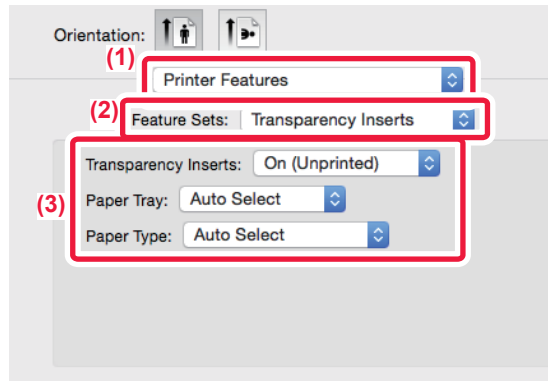 Orientation:
(1)
Printer Features
(2)
Feature Sets: Transparency Inserts
Transparency Inserts: On (Unprinted)
(3)
Paper Tray: Auto Select
Paper Type: Auto Select